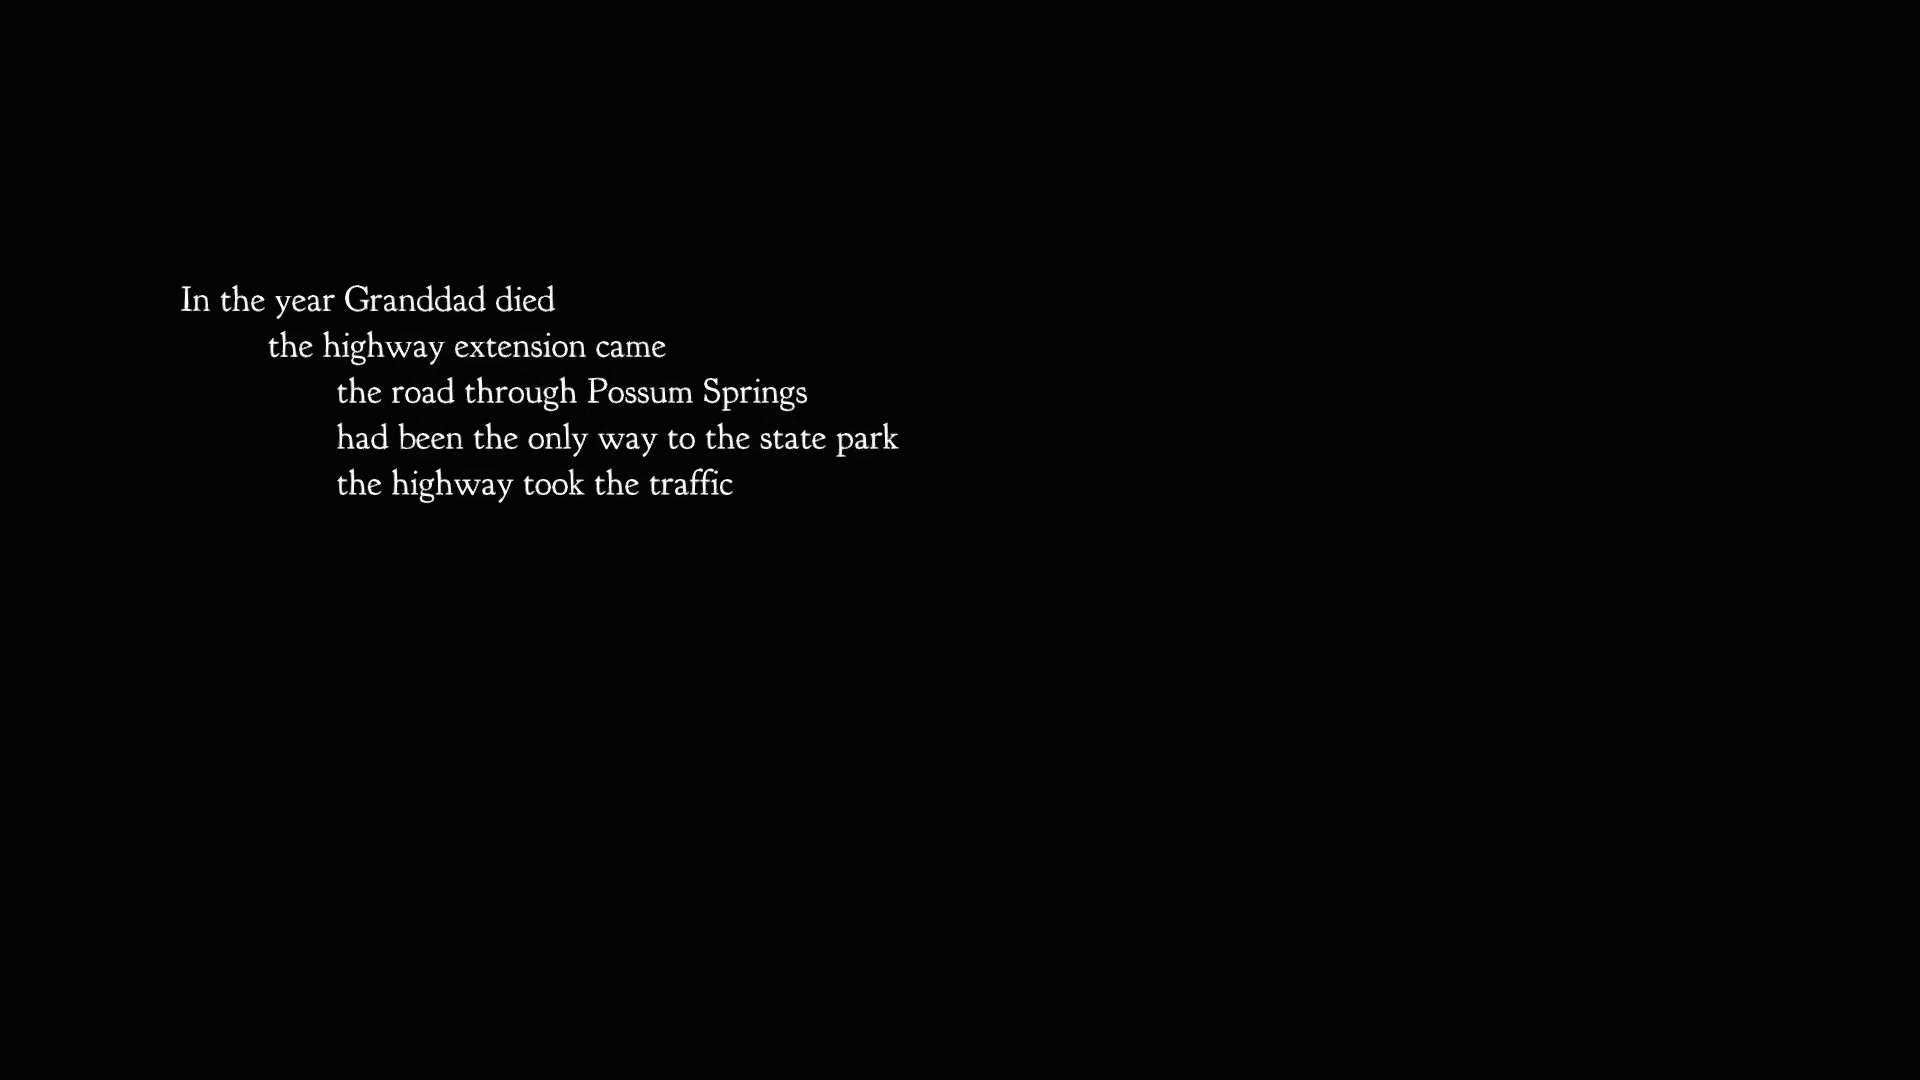 In the year Granddad died
the highway extension came
the road through Possum Springs
had been the only way to the state park
the highway took the traffic